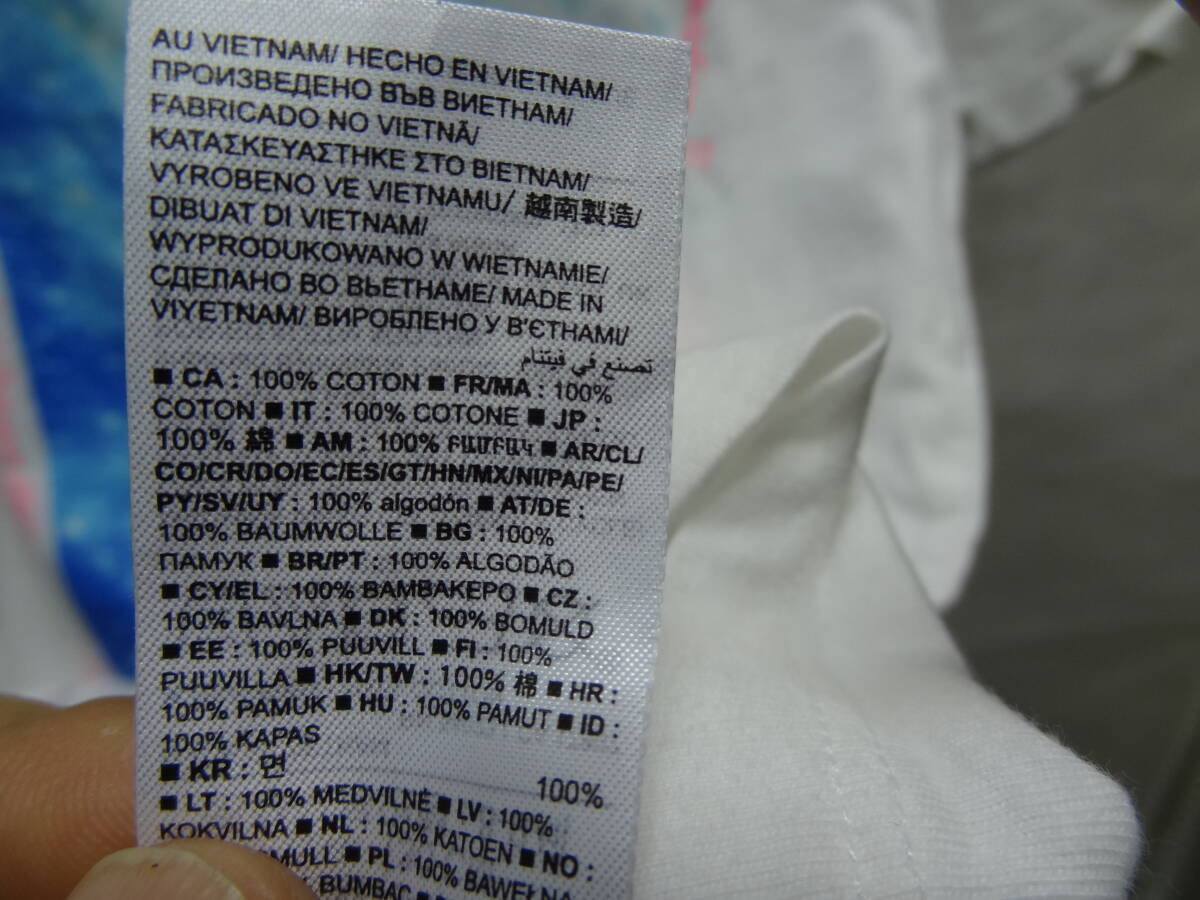 AU VIETNAM/ HECHO EN VIETNAM/
ПРОИЗВЕДЕНО ВЪВ ВИЕТНАМ/
FABRICADO NO VIETNÃ/
ΚΑΤΑΣΚΕΥΑΣΤΗΚΕ ΣΤΟ ΒΙΕΤΝΑΜ/
VYROBENO VE VIETNAMU/ 越南製造/
DIBUAT DI VIETNAM/
WYPRODUKOWANO W WIETNAMIE/
СДЕЛАНО ВО ВЬЕТНАМЕ/ MADE IN
VIYETNAM/ ВИРОБЛЕНО У В'ЄТНАМІ/
تصنع في فيتنام
■ CA : 100% COTON ■ FR/MA : 100%
COTON ■ IT : 100% COTONE ■ JP :
100% 綿 ■ AM : 100% ԲԱՄԲԱԿ ■ AR/CL/
CO/CR/DO/EC/ES/GT/HN/MX/NI/PA/PE/
PY/SV/UY : 100% algodón ■ AT/DE :
100% BAUMWOLLE ■ BG : 100%
ПАМУК ■ BR/PT : 100% ALGODÃO
■ CY/EL : 100% ΒΑΜΒΑΚΕΡΟ ■ CZ :
100% BAVLNA ■ DK : 100% BOMULD
■ EE : 100% PUUVILL ■ FI : 100%
PUUVILLA ■ HK/TW : 100% 棉 ■ HR :
100% PAMUK ■ HU : 100% PAMUT ■ ID :
100% KAPAS
■ KR : 면 100%
■ LT : 100% MEDVILNĖ ■ LV : 100%
KOKVILNA ■ NL : 100% KATOEN ■ NO :
■ PL : 100% BAWEŁNA
BUMBAC